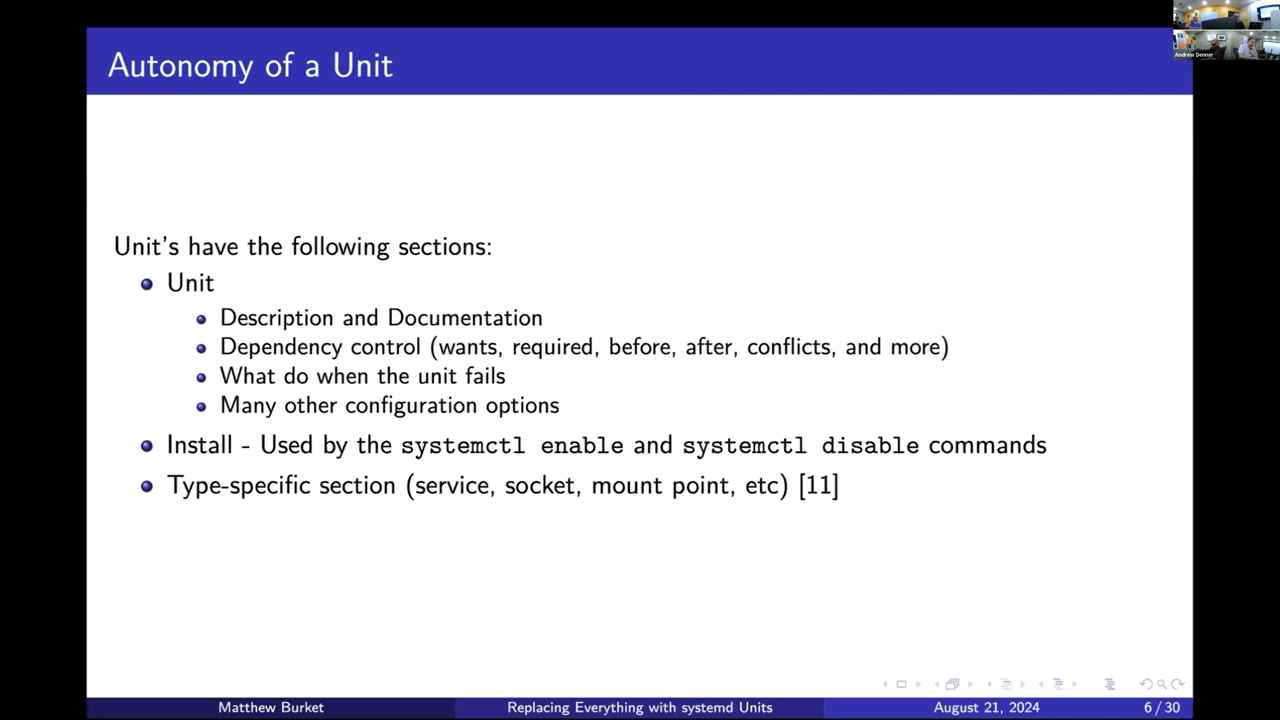 Autonomy of a Unit
Andrew Denner
Unit's have the following sections:
Unit
Description and Documentation
Dependency control (wants, required, before, after, conflicts, and more)
What do when the unit fails
Many other configuration options
Install - Used by the systemctl enable and systemctl disable commands
Type-specific section (service, socket, mount point, etc) [11]
Matthew Burket Replacing Everything with systemd Units August 21, 2024 6 / 30